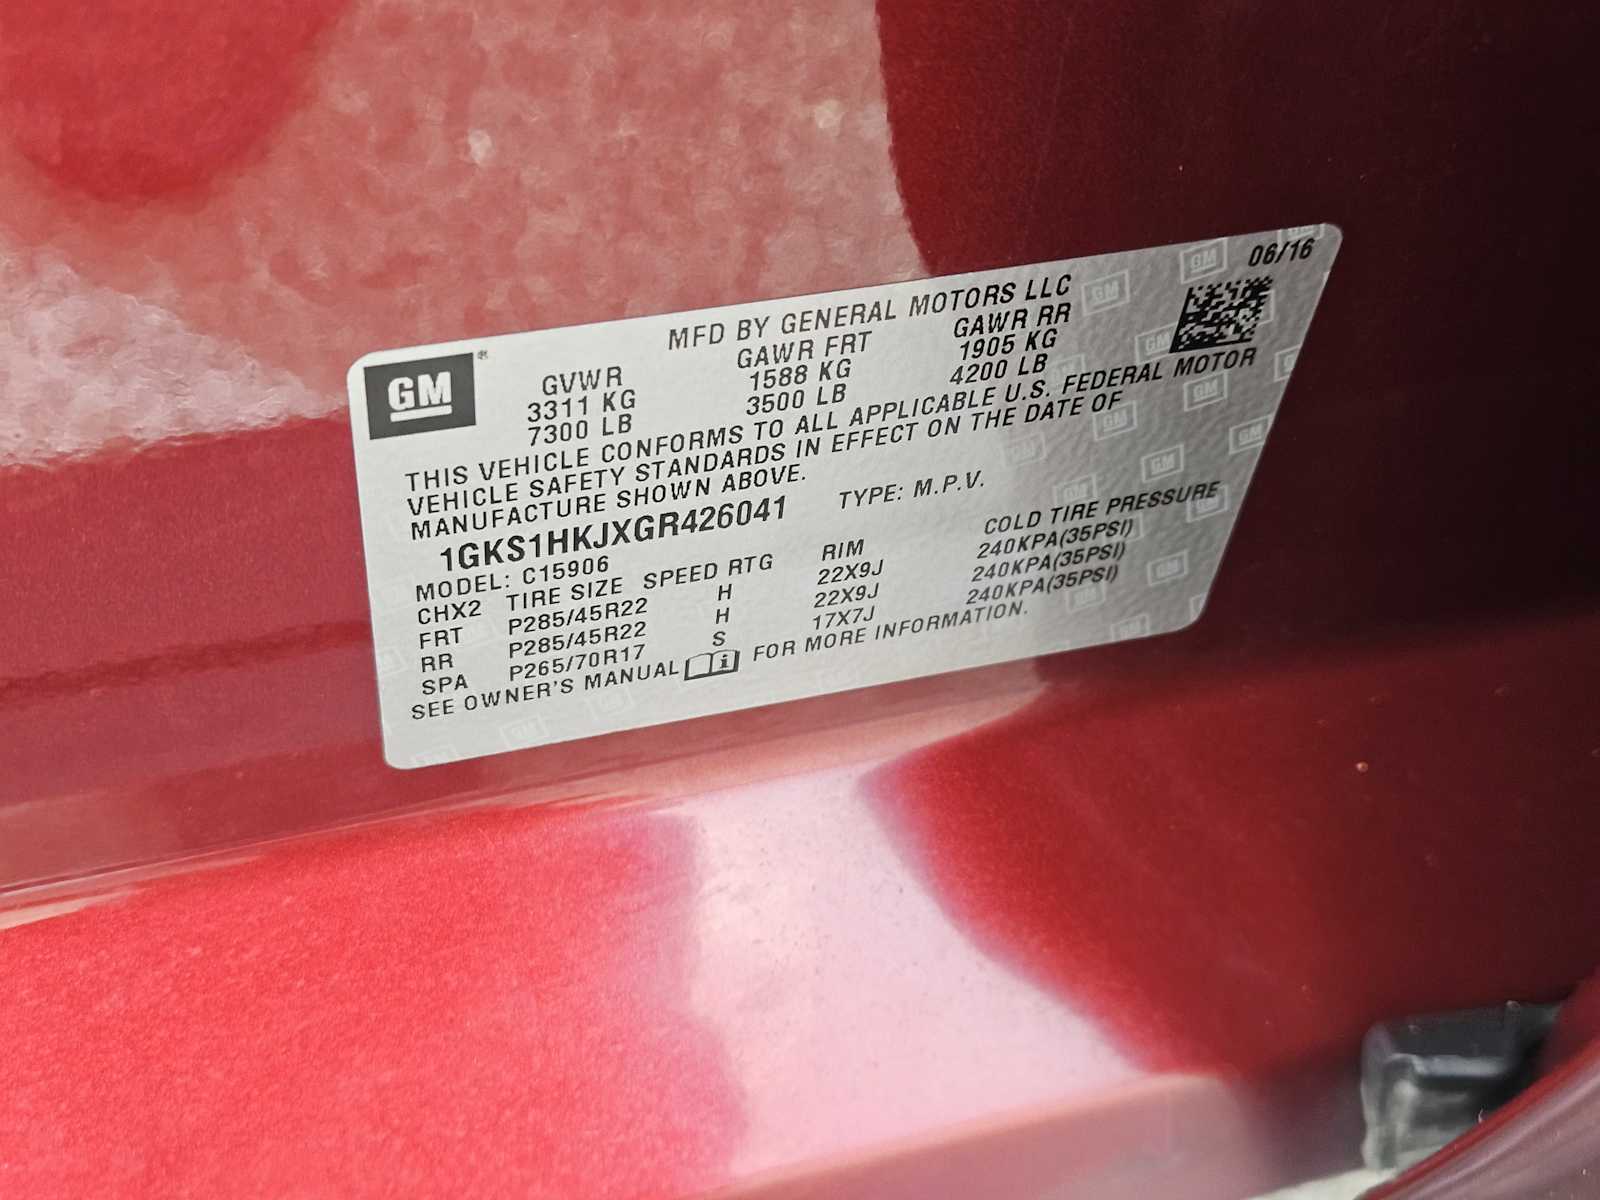 06/16
MFD BY GENERAL MOTORS LLC
GM ®
GVWR GAWR FRT GAWR RR
3311 KG 1588 KG 1905 KG
7300 LB 3500 LB 4200 LB
THIS VEHICLE CONFORMS TO ALL APPLICABLE U.S. FEDERAL MOTOR
VEHICLE SAFETY STANDARDS IN EFFECT ON THE DATE OF
MANUFACTURE SHOWN ABOVE.
1GKS1HKJXGR426041 TYPE: M.P.V.
MODEL: C15906
CHX2 TIRE SIZE SPEED RTG RIM COLD TIRE PRESSURE
FRT P285/45R22 H 22X9J 240KPA(35PSI)
RR P285/45R22 H 22X9J 240KPA(35PSI)
SPA P265/70R17 S 17X7J 240KPA(35PSI)
SEE OWNER'S MANUAL i FOR MORE INFORMATION.